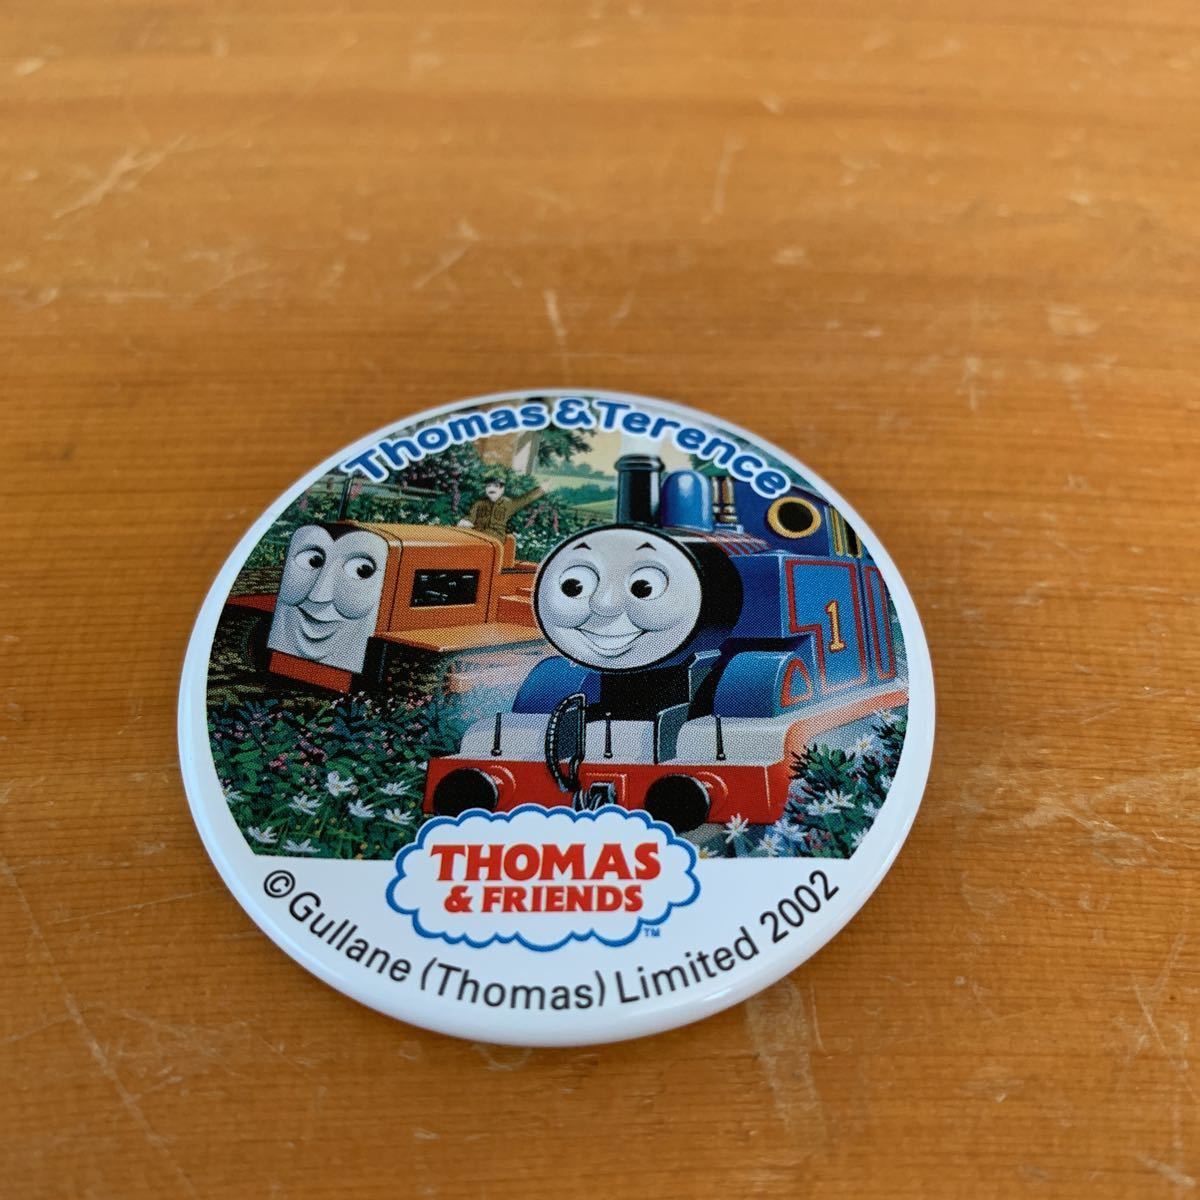 Thomas & Terence
1
THOMAS
& FRIENDS
TM
©Gullane (Thomas) Limited 2002